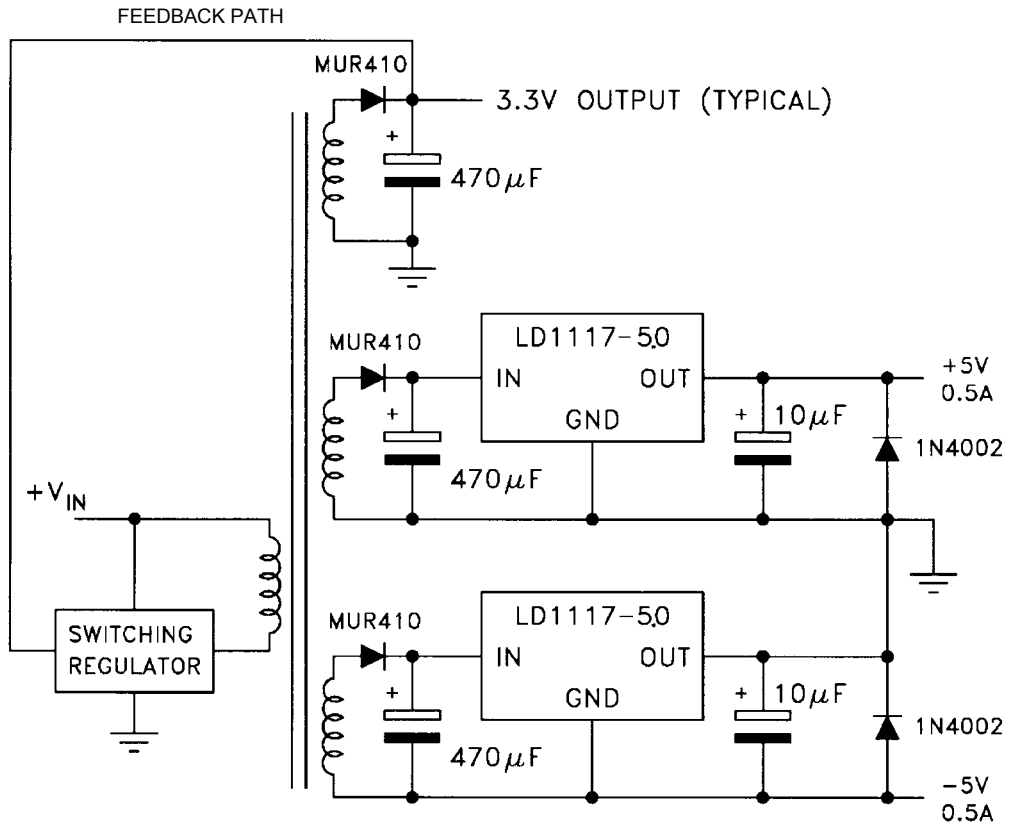 FEEDBACK PATH
MUR410
3.3V OUTPUT (TYPICAL)
+
470μF
LD1117-5.0
MUR410
IN
OUT
+5V
0.5A
GND
+
+
10μF
1N4002
470μF
+VIN
LD1117-5.0
MUR410
SWITCHING
REGULATOR
IN
OUT
GND
+
+
10μF
1N4002
470μF
-5V
0.5A